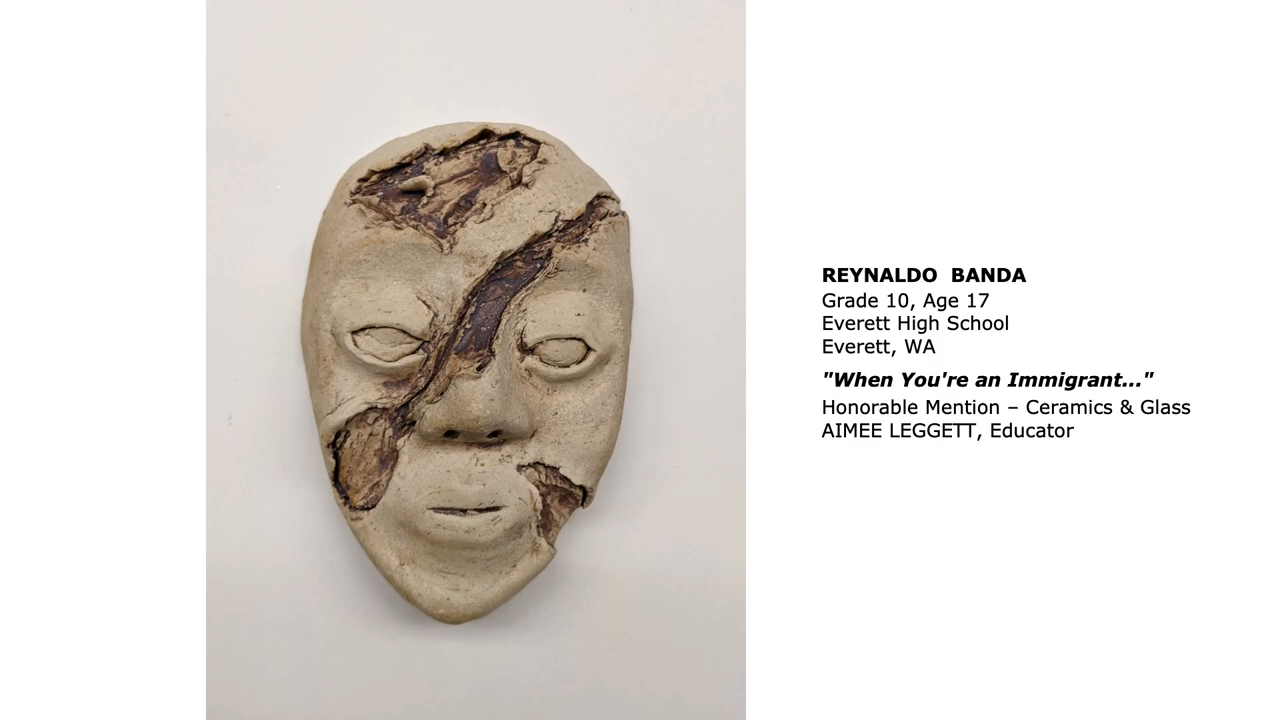 REYNALDO  BANDA
Grade 10, Age 17
Everett High School
Everett, WA
"When You're an Immigrant..."
Honorable Mention – Ceramics & Glass
AIMEE LEGGETT, Educator